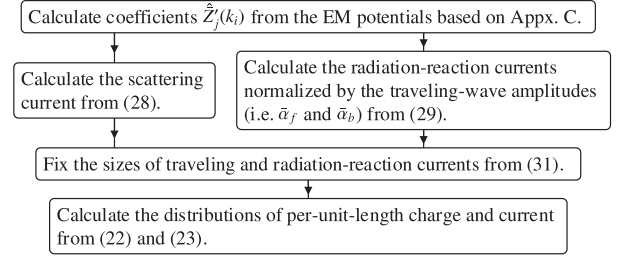 Calculate coefficients $\hat{\bar{Z}}'_j(k_i)$ from the EM potentials based on Appx. C.
Calculate the scattering
current from (28).
Calculate the radiation-reaction currents
normalized by the traveling-wave amplitudes
(i.e. $\bar{\alpha}_f$ and $\bar{\alpha}_b$) from (29).
Fix the sizes of traveling and radiation-reaction currents from (31).
Calculate the distributions of per-unit-length charge and current
from (22) and (23).